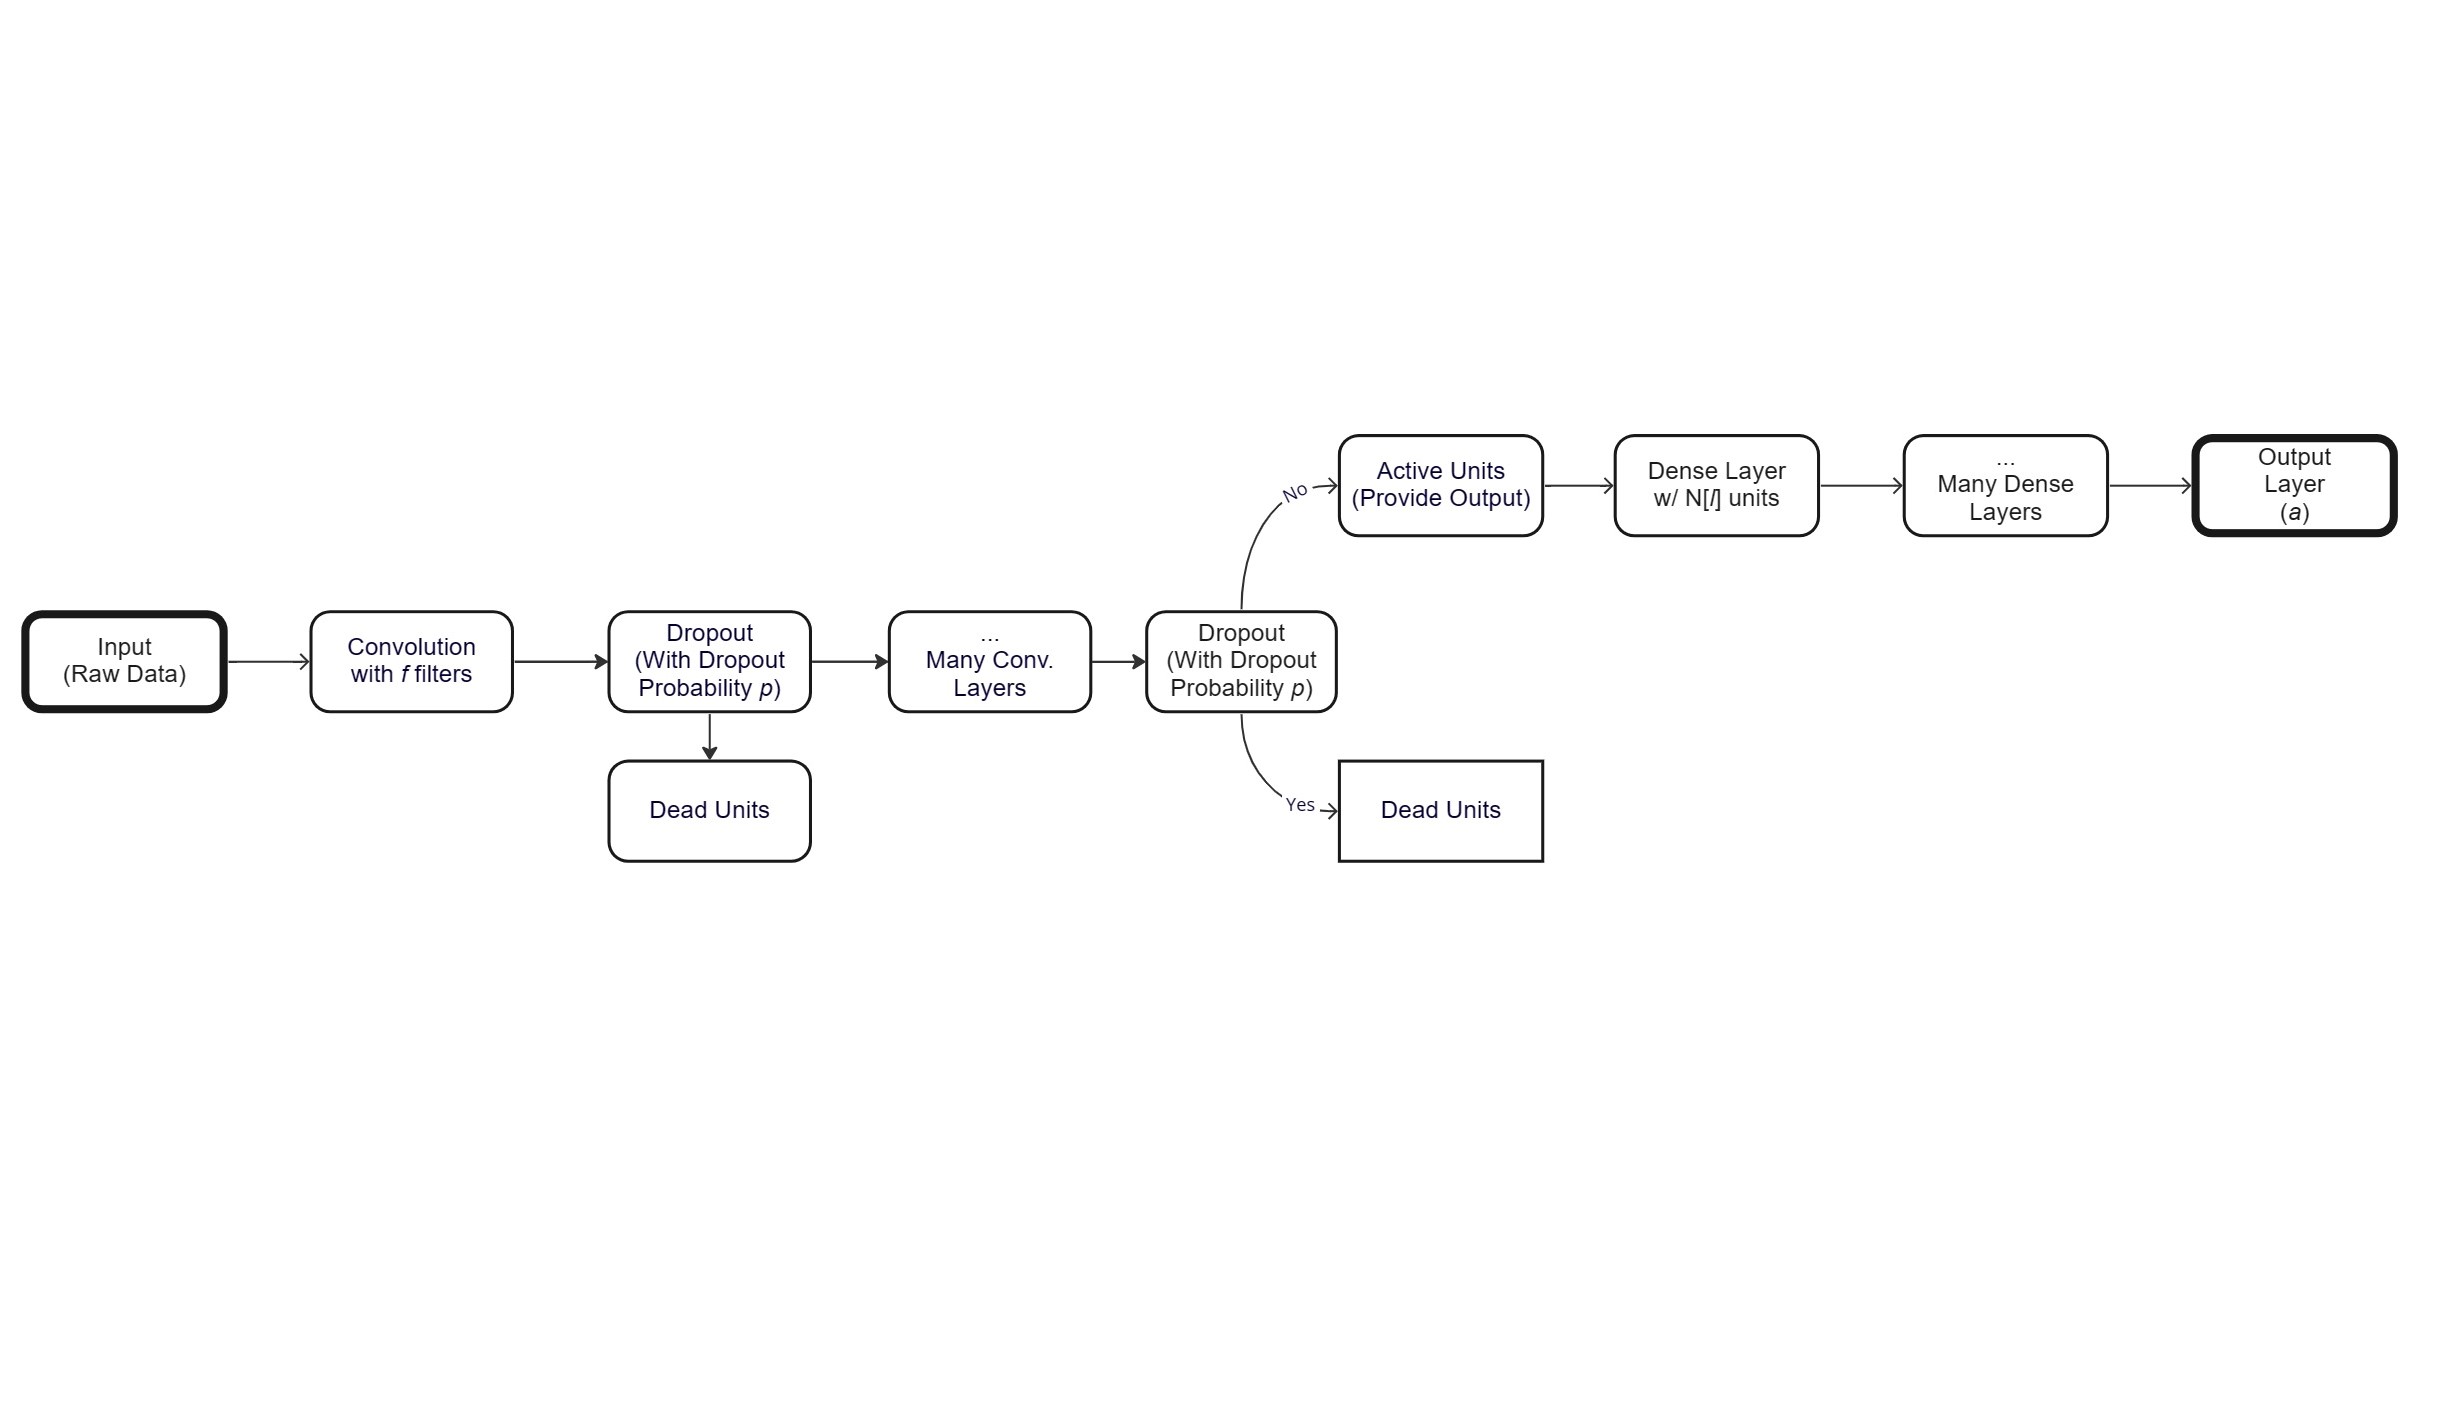 Input
(Raw Data)
Convolution
with f filters
Dropout
(With Dropout
Probability p)
Dead Units
...
Many Conv.
Layers
Dropout
(With Dropout
Probability p)
No
Active Units
(Provide Output)
Dense Layer
w/ N[l] units
...
Many Dense
Layers
Output
Layer
(a)
Yes
Dead Units